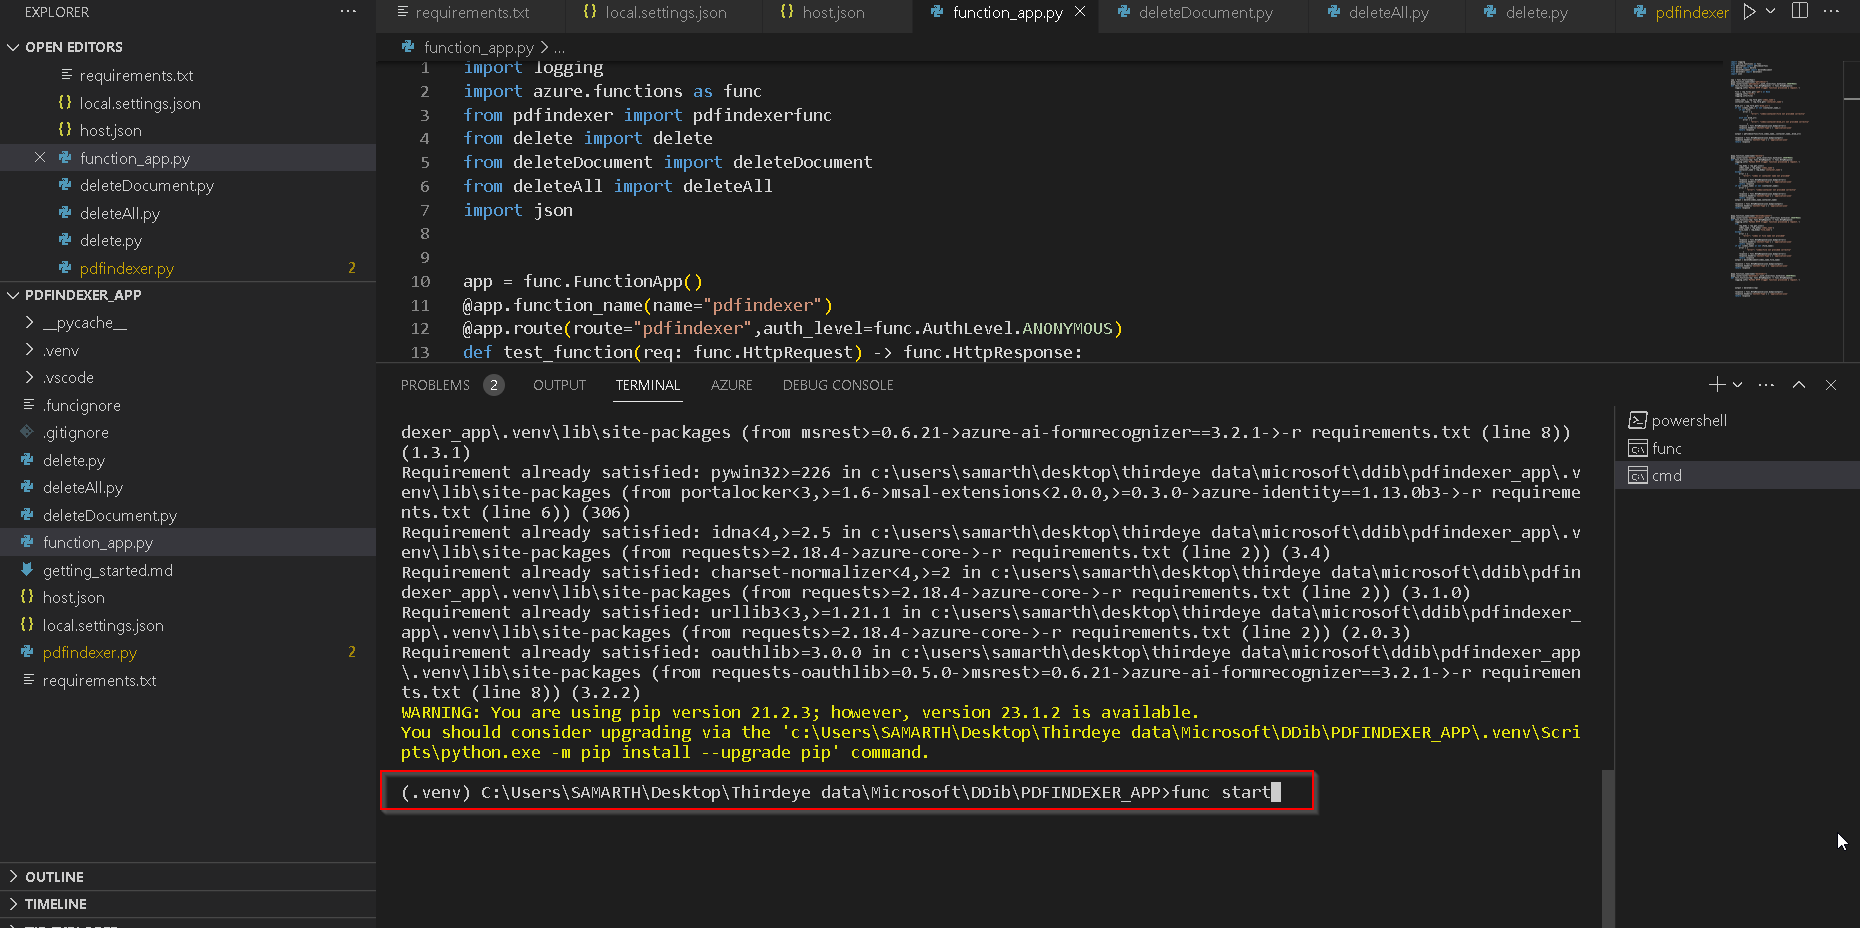 EXPLORER
OPEN EDITORS
requirements.txt
local.settings.json
host.json
function_app.py
deleteDocument.py
deleteAll.py
delete.py
pdfindexer.py 2
PDFINDEXER_APP
__pycache__
.venv
.vscode
.funcignore
.gitignore
delete.py
deleteAll.py
deleteDocument.py
function_app.py
getting_started.md
host.json
local.settings.json
pdfindexer.py 2
requirements.txt
OUTLINE
TIMELINE
requirements.txt local.settings.json host.json function_app.py deleteDocument.py deleteAll.py delete.py pdfindexer
function_app.py > ...
1 import logging
2 import azure.functions as func
3 from pdfindexer import pdfindexerfunc
4 from delete import delete
5 from deleteDocument import deleteDocument
6 from deleteAll import deleteAll
7 import json
8
9
10 app = func.FunctionApp()
11 @app.function_name(name="pdfindexer")
12 @app.route(route="pdfindexer",auth_level=func.AuthLevel.ANONYMOUS)
13 def test_function(req: func.HttpRequest) -> func.HttpResponse:
PROBLEMS 2 OUTPUT TERMINAL AZURE DEBUG CONSOLE
dexer_app\.venv\lib\site-packages (from msrest>=0.6.21->azure-ai-formrecognizer==3.2.1->-r requirements.txt (line 8))
(1.3.1)
Requirement already satisfied: pywin32>=226 in c:\users\samarth\desktop\thirdeye data\microsoft\ddib\pdfindexer_app\.v
env\lib\site-packages (from portalocker<3,>=1.6->msal-extensions<2.0.0,>=0.3.0->azure-identity==1.13.0b3->-r requireme
nts.txt (line 6)) (306)
Requirement already satisfied: idna<4,>=2.5 in c:\users\samarth\desktop\thirdeye data\microsoft\ddib\pdfindexer_app\.v
env\lib\site-packages (from requests>=2.18.4->azure-core->-r requirements.txt (line 2)) (3.4)
Requirement already satisfied: charset-normalizer<4,>=2 in c:\users\samarth\desktop\thirdeye data\microsoft\ddib\pdfin
dexer_app\.venv\lib\site-packages (from requests>=2.18.4->azure-core->-r requirements.txt (line 2)) (3.1.0)
Requirement already satisfied: urllib3<3,>=1.21.1 in c:\users\samarth\desktop\thirdeye data\microsoft\ddib\pdfindexer_
app\.venv\lib\site-packages (from requests>=2.18.4->azure-core->-r requirements.txt (line 2)) (2.0.3)
Requirement already satisfied: oauthlib>=3.0.0 in c:\users\samarth\desktop\thirdeye data\microsoft\ddib\pdfindexer_app
\.venv\lib\site-packages (from requests-oauthlib>=0.5.0->msrest>=0.6.21->azure-ai-formrecognizer==3.2.1->-r requiremen
ts.txt (line 8)) (3.2.2)
WARNING: You are using pip version 21.2.3; however, version 23.1.2 is available.
You should consider upgrading via the 'c:\Users\SAMARTH\Desktop\Thirdeye data\Microsoft\DDib\PDFINDEXER_APP\.venv\Scri
pts\python.exe -m pip install --upgrade pip' command.
(.venv) C:\Users\SAMARTH\Desktop\Thirdeye data\Microsoft\DDib\PDFINDEXER_APP>func start
powershell
func
cmd